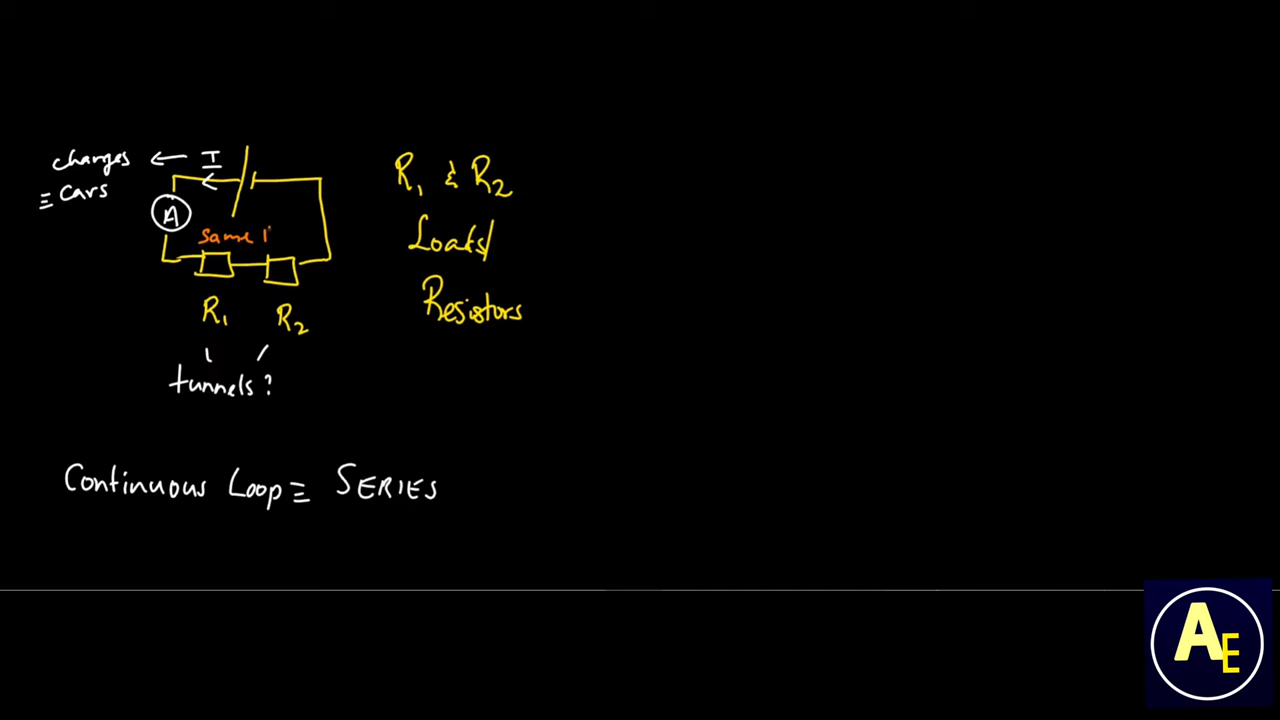 charges ← I
≡ cars
A
Same I
R1 R2
tunnels?
R1 & R2
Loads/
Resistors
Continuous Loop ≡ SERIES
AE